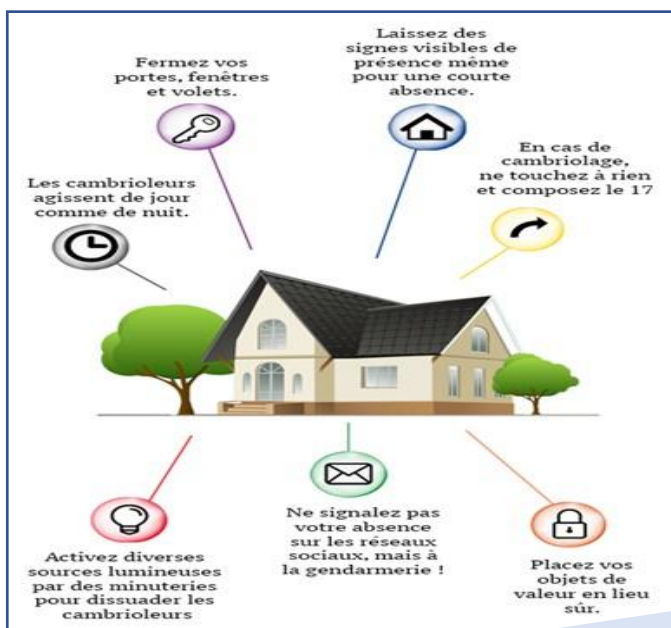 Fermez vos
portes, fenêtres
et volets.
Laissez des
signes visibles de
présence même
pour une courte
absence.
En cas de
cambriolage,
ne touchez à rien
et composez le 17
Les cambrioleurs
agissent de jour
comme de nuit.
Activez diverses
sources lumineuses
par des minuteries
pour dissuader les
cambrioleurs
Ne signalez pas
votre absence
sur les réseaux
sociaux, mais à
la gendarmerie !
Placez vos
objets de
valeur en lieu
sûr.